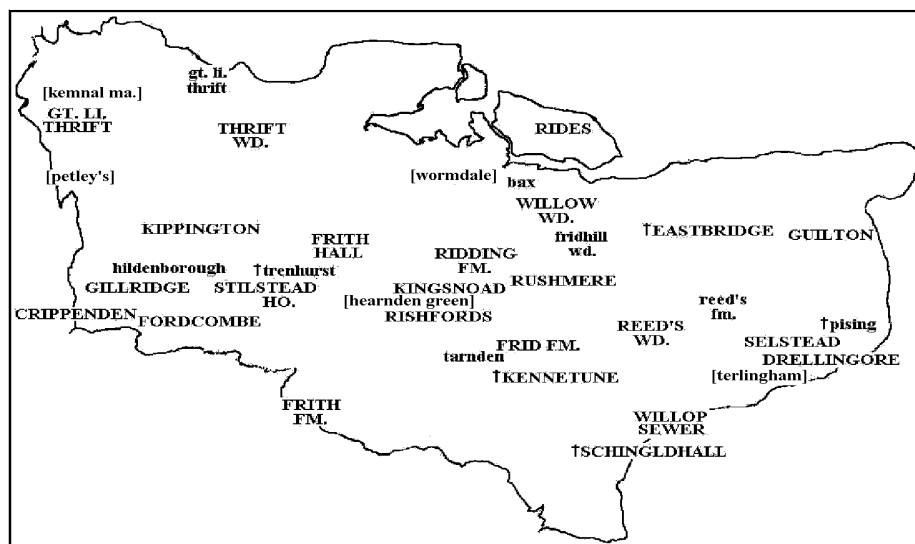 gt. li.
thrift
[kemnal ma.]
GT. LI.
THRIFT
THRIFT
WD.
RIDES
[petley's]
[wormdale]
bax
WILLOW
WD.
KIPPINGTON
FRITH
HALL
fridhill
wd.
†EASTBRIDGE
GUILTON
RIDDING
FM.
hildenborough
†trenhurst
GILLRIDGE
STILSTEAD
HO.
KINGSNOAD
RUSHMERE
[hearnden green]
RISHFORDS
reed's
fm.
CRIPPENDEN
FORDCOMBE
REED'S
WD.
†pising
SELSTEAD
FRID FM.
tarnden
DRELLINGORE
†KENNETUNE
[terlingham]
FRITH
FM.
WILLOP
SEWER
†SCHINGLDHALL